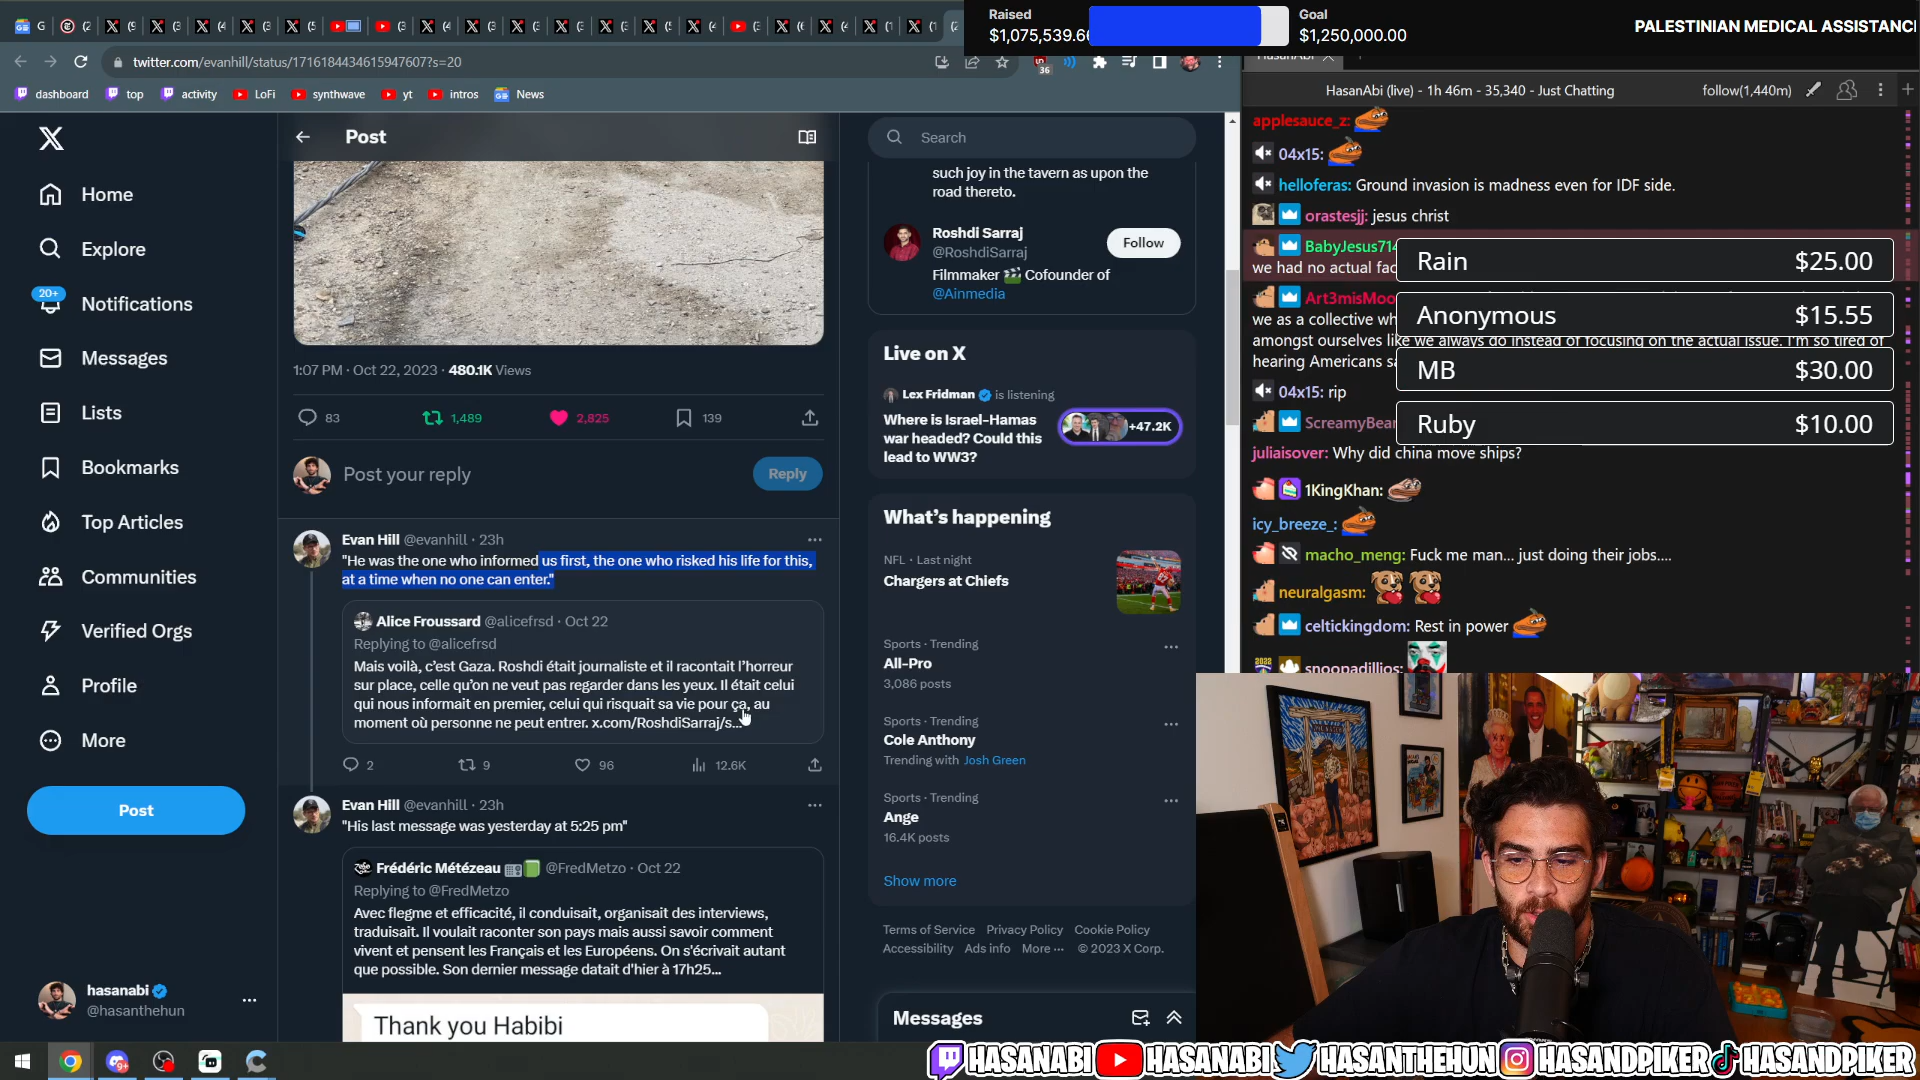 Raised
$1,075,539.6
Goal
$1,250,000.00
PALESTINIAN MEDICAL ASSISTANC
twitter.com/evanhill/status/1716184434615947607?s=20
36
dashboard
top
activity
LoFi
synthwave
yt
intros
News
HasanAbi (live) - 1h 46m - 35,340 - Just Chatting
follow(1,440m)
Home
Explore
20+
Notifications
Messages
Lists
Bookmarks
Top Articles
Communities
Verified Orgs
Profile
More
Post
hasanabi
@hasanthehun
Post
1:07 PM · Oct 22, 2023 · 480.1K Views
83
1,489
2,825
139
Post your reply
Reply
Evan Hill @evanhill · 23h
"He was the one who informed us first, the one who risked his life for this,
at a time when no one can enter."
Alice Froussard @alicefrsd · Oct 22
Replying to @alicefrsd
Mais voilà, c’est Gaza. Roshdi était journaliste et il racontait l’horreur
sur place, celle qu’on ne veut pas regarder dans les yeux. Il était celui
qui nous informait en premier, celui qui risquait sa vie pour ça, au
moment où personne ne peut entrer. x.com/RoshdiSarraj/s...
2
9
96
12.6K
Evan Hill @evanhill · 23h
"His last message was yesterday at 5:25 pm"
Frédéric Métézeau @FredMetzo · Oct 22
Replying to @FredMetzo
Avec flegme et efficacité, il conduisait, organisait des interviews,
traduisait. Il voulait raconter son pays mais aussi savoir comment
vivent et pensent les Français et les Européens. On s'écrivait autant
que possible. Son dernier message datait d'hier à 17h25...
Thank you Habibi
Search
such joy in the tavern as upon the
road thereto.
Roshdi Sarraj
@RoshdiSarraj
Follow
Filmmaker Cofounder of
@Ainmedia
Live on X
Lex Fridman is listening
Where is Israel-Hamas
war headed? Could this
lead to WW3?
+47.2K
What’s happening
NFL · Last night
Chargers at Chiefs
Sports · Trending
All-Pro
3,086 posts
Sports · Trending
Cole Anthony
Trending with Josh Green
Sports · Trending
Ange
16.4K posts
Show more
Terms of Service Privacy Policy Cookie Policy
Accessibility Ads info More ··· © 2023 X Corp.
Messages
applesauce_z:
04x15:
helloferas: Ground invasion is madness even for IDF side.
orastesjj: jesus christ
BabyJesus714
we had no actual fac
Art3misMoo
we as a collective wh
amongst ourselves like we always do instead of focusing on the actual issue. I'm so tired of
hearing Americans sa
04x15: rip
ScreamyBear
juliaisover: Why did china move ships?
1KingKhan:
icy_breeze_:
macho_meng: Fuck me man... just doing their jobs....
neuralgasm:
celtickingdom: Rest in power
snoopadillios:
Rain $25.00
Anonymous $15.55
MB $30.00
Ruby $10.00
HASANABI HASANABI HASANTHEHUN HASANDPIKER HASANDPIKER